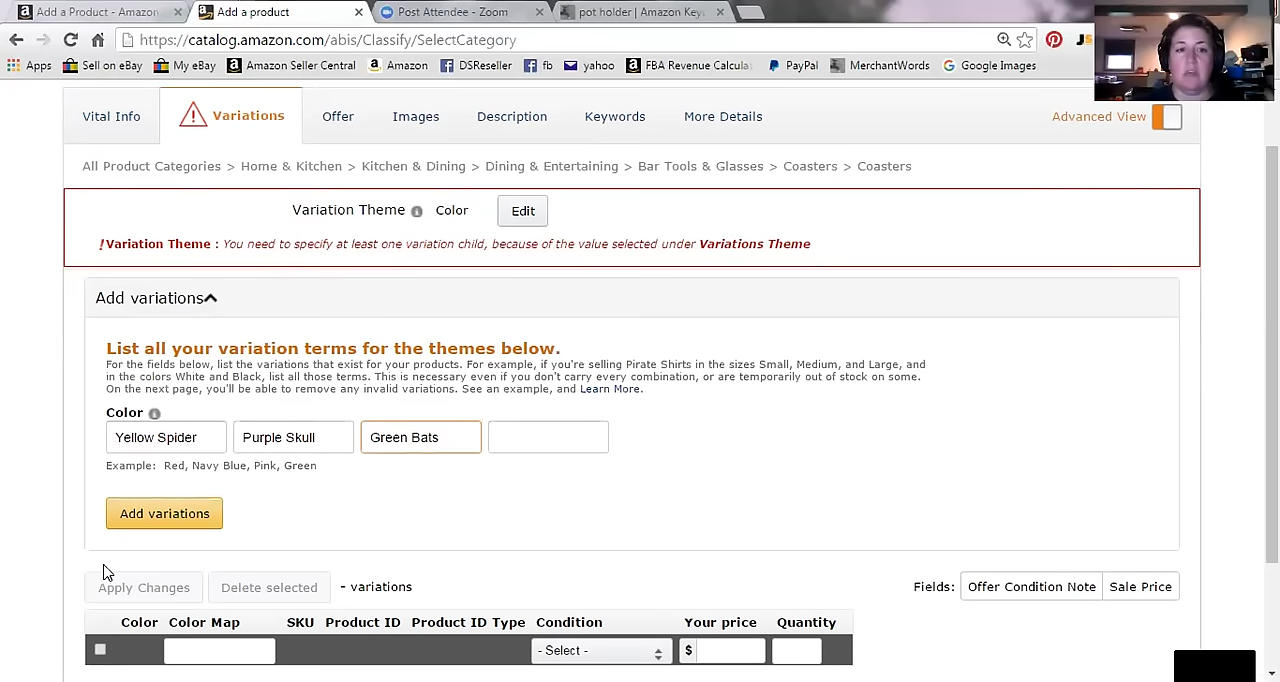 Add a Product - Amazon
Add a product
Post Attendee - Zoom
pot holder | Amazon Key
https://catalog.amazon.com/abis/Classify/SelectCategory
Apps
Sell on eBay
My eBay
Amazon Seller Central
Amazon
DSReseller
fb
yahoo
FBA Revenue Calcula
PayPal
MerchantWords
Google Images
Vital Info
Variations
Offer
Images
Description
Keywords
More Details
Advanced View
All Product Categories > Home & Kitchen > Kitchen & Dining > Dining & Entertaining > Bar Tools & Glasses > Coasters > Coasters
Variation Theme Color Edit
!Variation Theme : You need to specify at least one variation child, because of the value selected under Variations Theme
Add variations
List all your variation terms for the themes below.
For the fields below, list the variations that exist for your products. For example, if you're selling Pirate Shirts in the sizes Small, Medium, and Large, and
in the colors White and Black, list all those terms. This is necessary even if you don't carry every combination, or are temporarily out of stock on some.
On the next page, you'll be able to remove any invalid variations. See an example, and Learn More.
Color
Yellow Spider Purple Skull Green Bats
Example: Red, Navy Blue, Pink, Green
Add variations
Apply Changes Delete selected - variations Fields: Offer Condition Note Sale Price
Color Color Map SKU Product ID Product ID Type Condition Your price Quantity
- Select - $